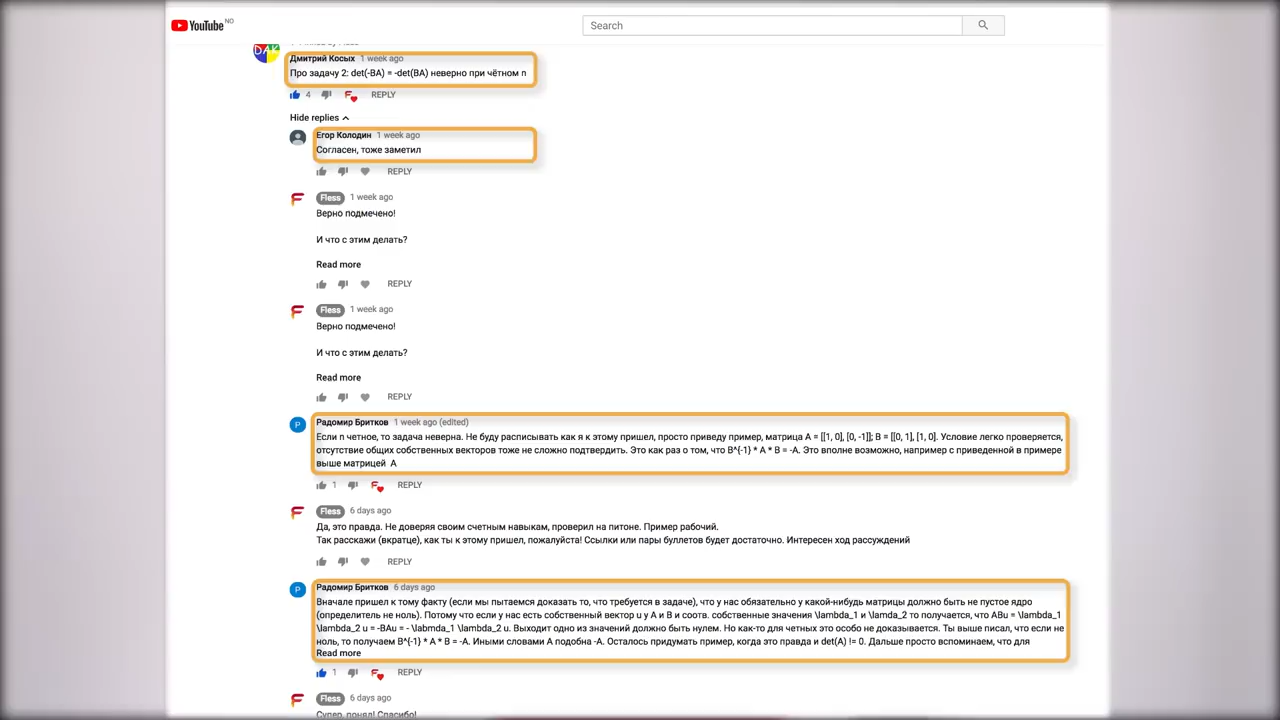 YouTube NO
Search
DAK
Дмитрий Косых 1 week ago
Про задачу 2: det(-BA) = -det(BA) неверно при чётном n
4 REPLY
Hide replies
Егор Колодин 1 week ago
Согласен, тоже заметил
REPLY
Fless 1 week ago
Верно подмечено!
И что с этим делать?
Read more
REPLY
Fless 1 week ago
Верно подмечено!
И что с этим делать?
Read more
REPLY
P
Радомир Бритков 1 week ago (edited)
Если n четное, то задача неверна. Не буду расписывать как я к этому пришел, просто приведу пример, матрица A = [[1, 0], [0, -1]]; B = [[0, 1], [1, 0]. Условие легко проверяется,
отсутствие общих собственных векторов тоже не сложно подтвердить. Это как раз о том, что B^{-1} * A * B = -A. Это вполне возможно, например с приведенной в примере
выше матрицей A
1 REPLY
Fless 6 days ago
Да, это правда. Не доверяя своим счетным навыкам, проверил на питоне. Пример рабочий.
Так расскажи (вкратце), как ты к этому пришел, пожалуйста! Ссылки или пары буллетов будет достаточно. Интересен ход рассуждений
REPLY
P
Радомир Бритков 6 days ago
Вначале пришел к тому факту (если мы пытаемся доказать то, что требуется в задаче), что у нас обязательно у какой-нибудь матрицы должно быть не пустое ядро
(определитель не ноль). Потому что если у нас есть собственный вектор u у A и B и соотв. собственные значения \lambda_1 и \lamda_2 то получается, что ABu = \lambda_1
\lambda_2 u = -BAu = - \labmda_1 \lambda_2 u. Выходит одно из значений должно быть нулем. Но как-то для четных это особо не доказывается. Ты выше писал, что если не
ноль, то получаем B^{-1} * A * B = -A. Иными словами A подобна -A. Осталось придумать пример, когда это правда и det(A) != 0. Дальше просто вспоминаем, что для
Read more
1 REPLY
Fless 6 days ago
Супер, понял! Спасибо!